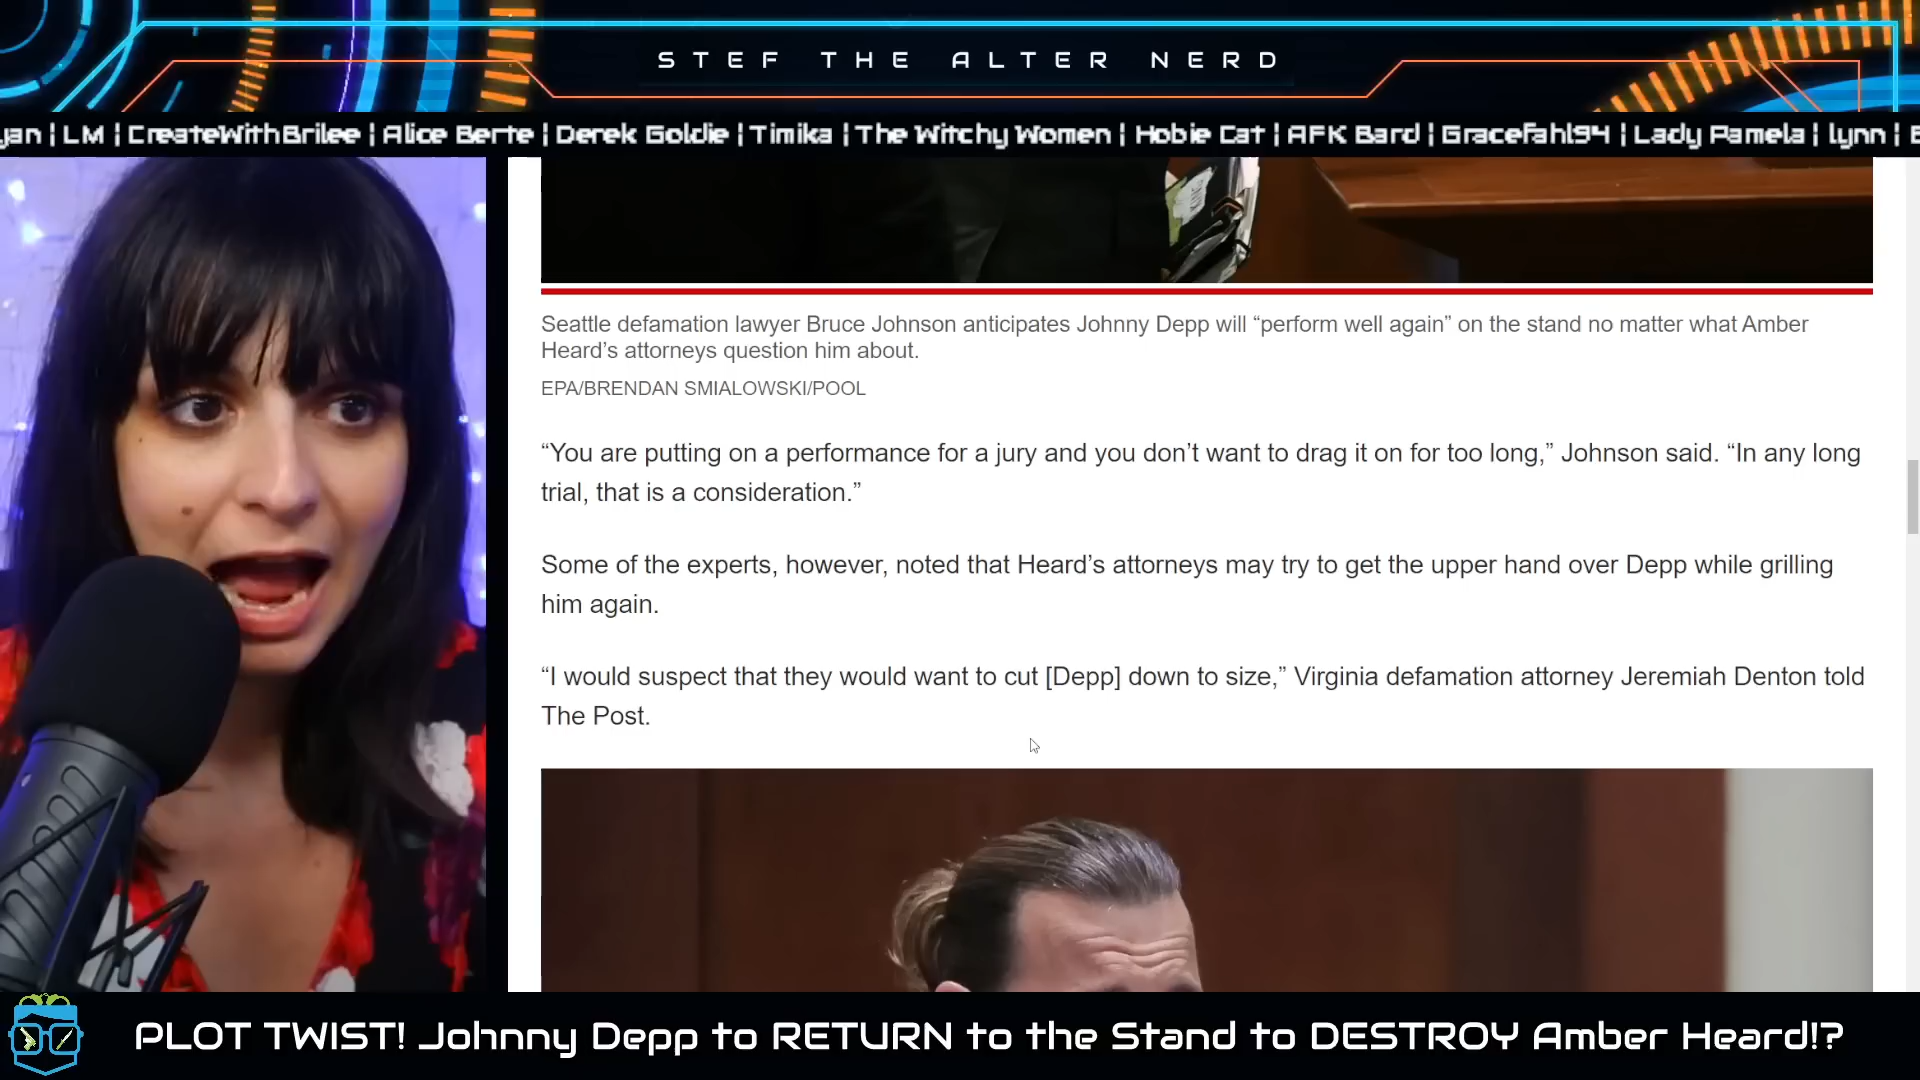 STEF THE ALTER NERD
yan | LM | CreateWithBrilee | Alice Berte | Derek Goldie | Timika | The Witchy Women | Hobie Cat | AFK Bard | Gracefahl94 | Lady Pamela | lynn |
Seattle defamation lawyer Bruce Johnson anticipates Johnny Depp will “perform well again” on the stand no matter what Amber
Heard’s attorneys question him about.
EPA/BRENDAN SMIALOWSKI/POOL
“You are putting on a performance for a jury and you don’t want to drag it on for too long,” Johnson said. “In any long
trial, that is a consideration.”
Some of the experts, however, noted that Heard’s attorneys may try to get the upper hand over Depp while grilling
him again.
“I would suspect that they would want to cut [Depp] down to size,” Virginia defamation attorney Jeremiah Denton told
The Post.
PLOT TWIST! Johnny Depp to RETURN to the Stand to DESTROY Amber Heard!?